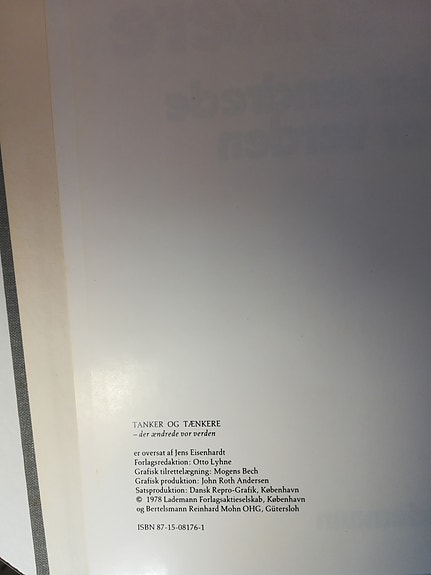 TANKER OG TÆNKERE
– der ændrede vor verden
er oversat af Jens Eisenhardt
Forlagsredaktion: Otto Lyhne
Grafisk tilrettelægning: Mogens Bech
Grafisk produktion: John Roth Andersen
Satsproduktion: Dansk Repro-Grafik, København
© 1978 Lademann Forlagsaktieselskab, København
og Bertelsmann Reinhard Mohn OHG, Gütersloh
ISBN 87-15-08176-1